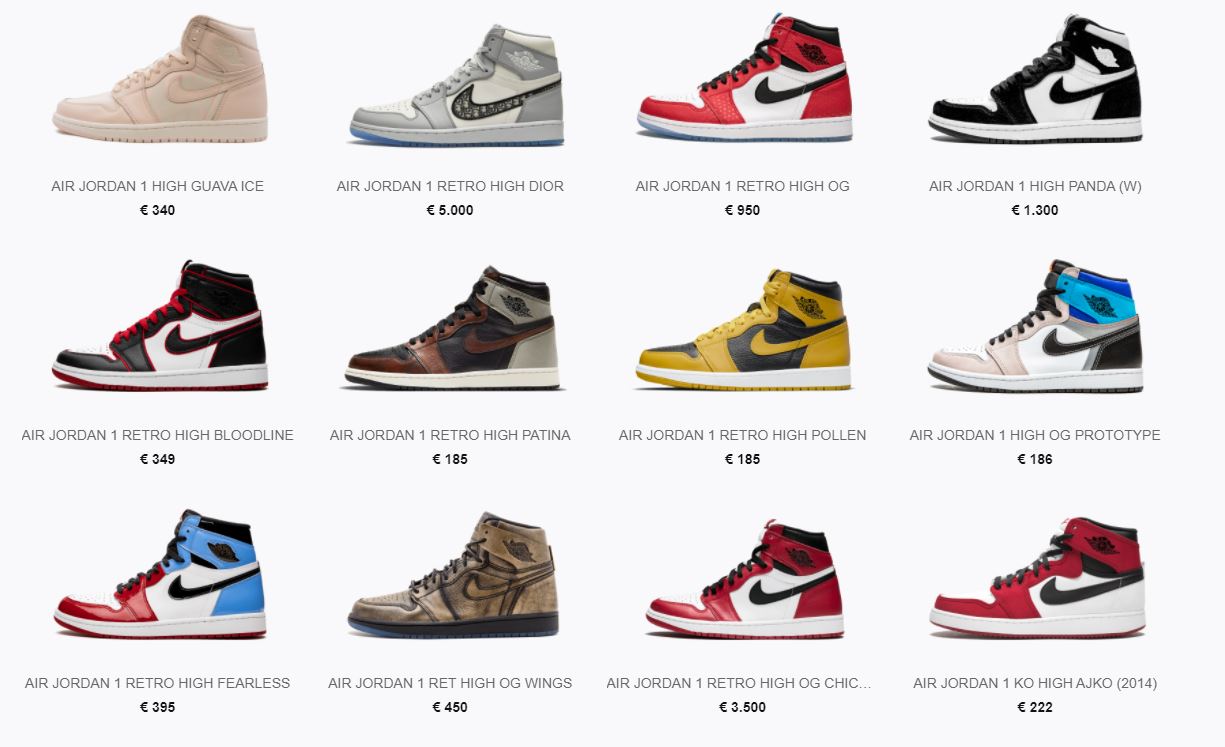 AIR JORDAN 1 HIGH GUAVA ICE
€ 340
AIR JORDAN 1 RETRO HIGH DIOR
€ 5.000
AIR JORDAN 1 RETRO HIGH OG
€ 950
AIR JORDAN 1 HIGH PANDA (W)
€ 1.300
AIR JORDAN 1 RETRO HIGH BLOODLINE
€ 349
AIR JORDAN 1 RETRO HIGH PATINA
€ 185
AIR JORDAN 1 RETRO HIGH POLLEN
€ 185
AIR JORDAN 1 HIGH OG PROTOTYPE
€ 186
AIR JORDAN 1 RETRO HIGH FEARLESS
€ 395
AIR JORDAN 1 RET HIGH OG WINGS
€ 450
AIR JORDAN 1 RETRO HIGH OG CHIC...
€ 3.500
AIR JORDAN 1 KO HIGH AJKO (2014)
€ 222